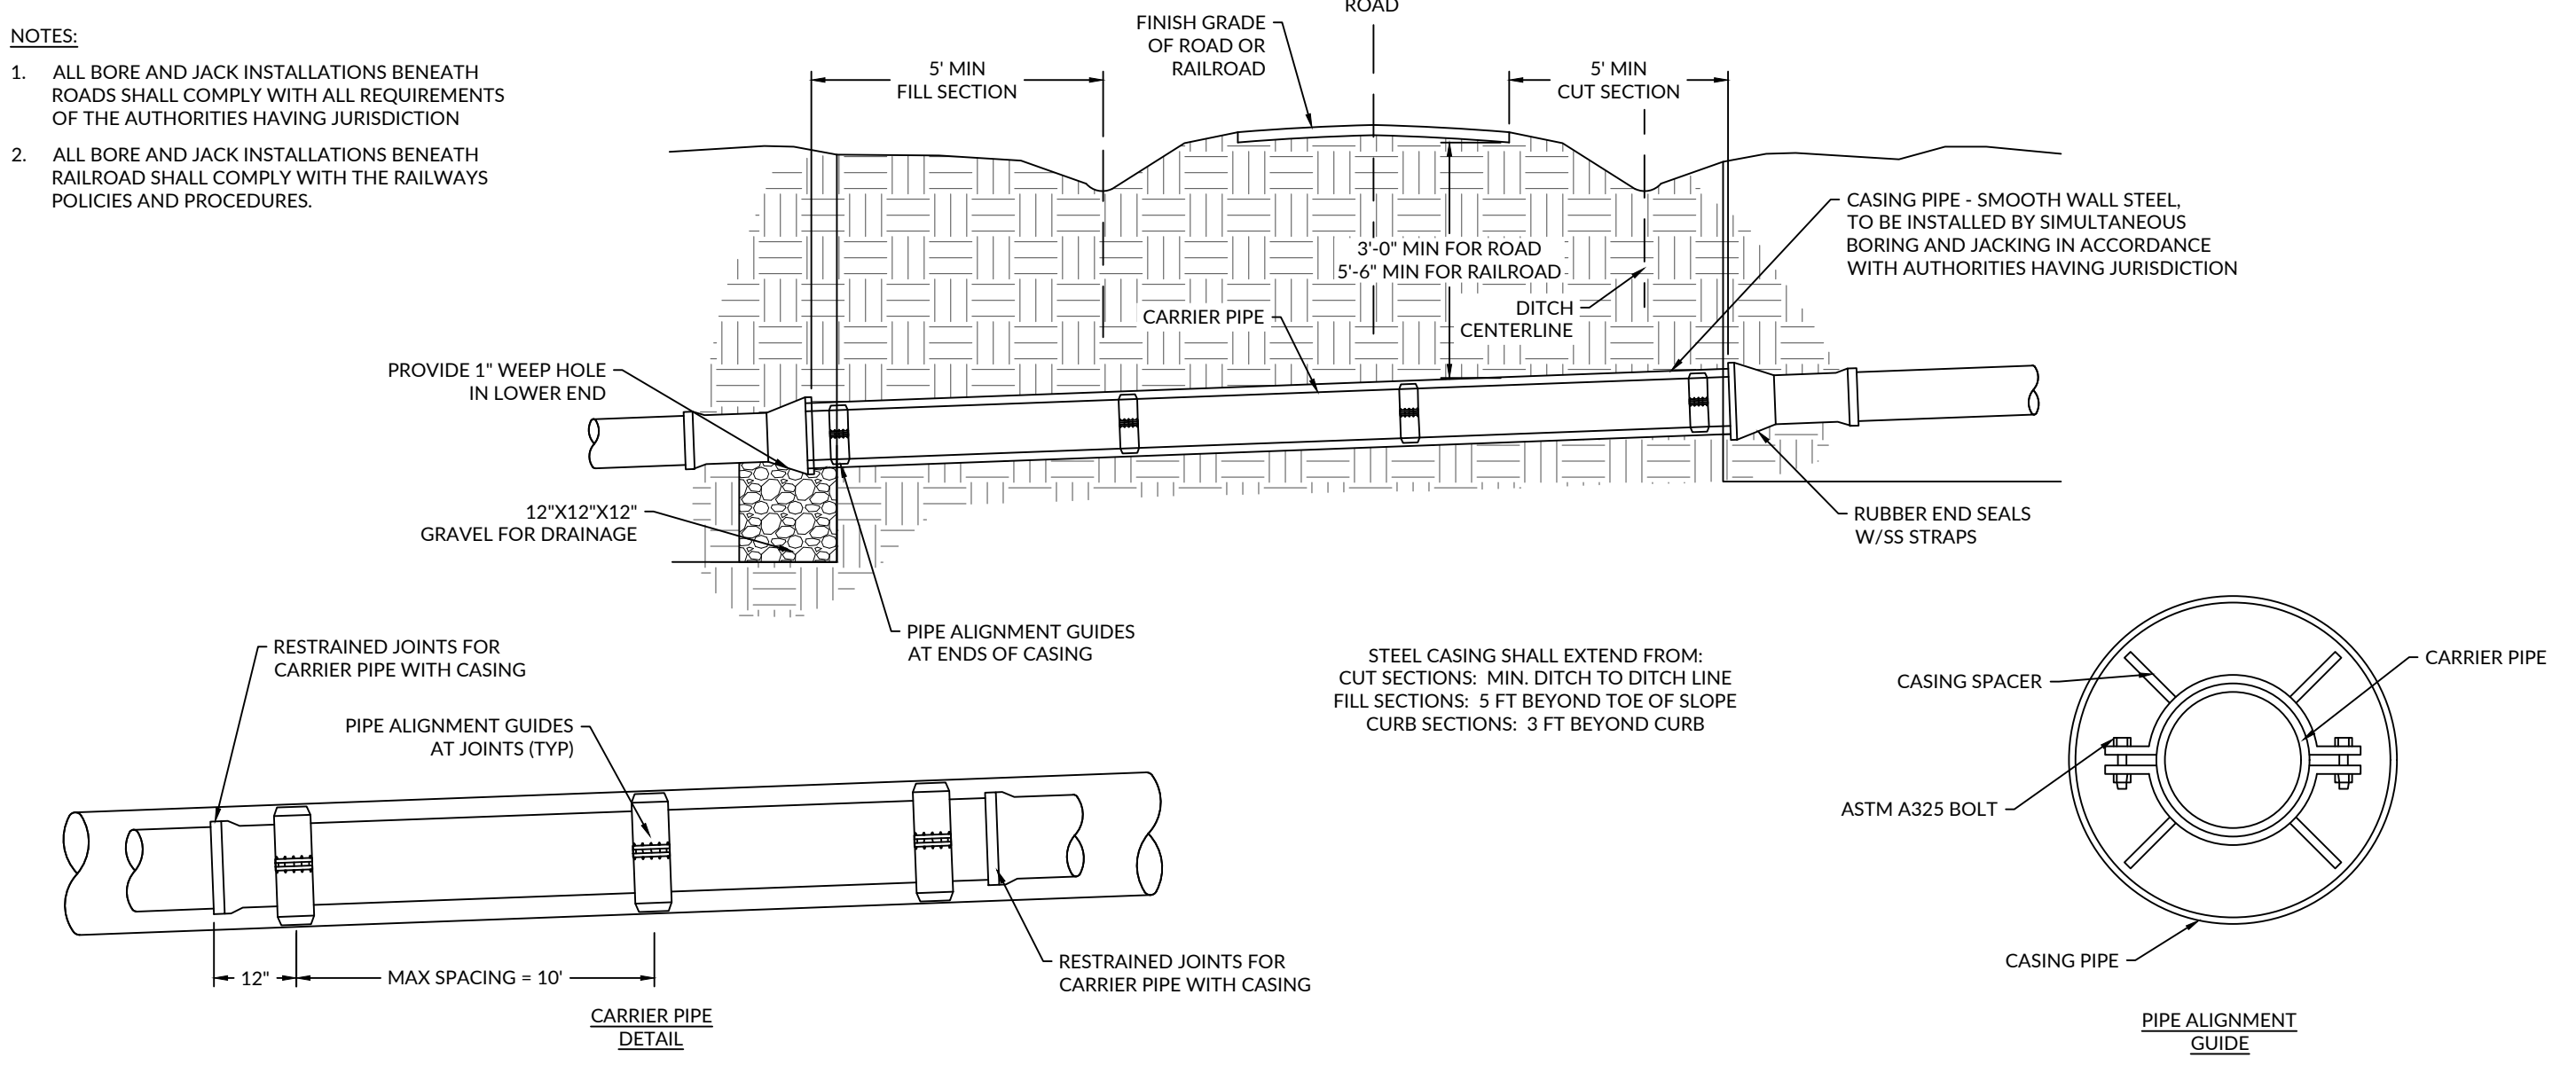 NOTES:
1. ALL BORE AND JACK INSTALLATIONS BENEATH
ROADS SHALL COMPLY WITH ALL REQUIREMENTS
OF THE AUTHORITIES HAVING JURISDICTION
2. ALL BORE AND JACK INSTALLATIONS BENEATH
RAILROAD SHALL COMPLY WITH THE RAILWAYS
POLICIES AND PROCEDURES.
ROAD
FINISH GRADE
OF ROAD OR
RAILROAD
5' MIN
FILL SECTION
5' MIN
CUT SECTION
CASING PIPE - SMOOTH WALL STEEL,
TO BE INSTALLED BY SIMULTANEOUS
BORING AND JACKING IN ACCORDANCE
WITH AUTHORITIES HAVING JURISDICTION
3'-0" MIN FOR ROAD
5'-6" MIN FOR RAILROAD
DITCH
CENTERLINE
CARRIER PIPE
PROVIDE 1" WEEP HOLE
IN LOWER END
12"X12"X12"
GRAVEL FOR DRAINAGE
RUBBER END SEALS
W/SS STRAPS
PIPE ALIGNMENT GUIDES
AT ENDS OF CASING
STEEL CASING SHALL EXTEND FROM:
CUT SECTIONS: MIN. DITCH TO DITCH LINE
FILL SECTIONS: 5 FT BEYOND TOE OF SLOPE
CURB SECTIONS: 3 FT BEYOND CURB
RESTRAINED JOINTS FOR
CARRIER PIPE WITH CASING
PIPE ALIGNMENT GUIDES
AT JOINTS (TYP)
12"
MAX SPACING = 10'
RESTRAINED JOINTS FOR
CARRIER PIPE WITH CASING
CARRIER PIPE
DETAIL
CASING SPACER
CARRIER PIPE
ASTM A325 BOLT
CASING PIPE
PIPE ALIGNMENT
GUIDE